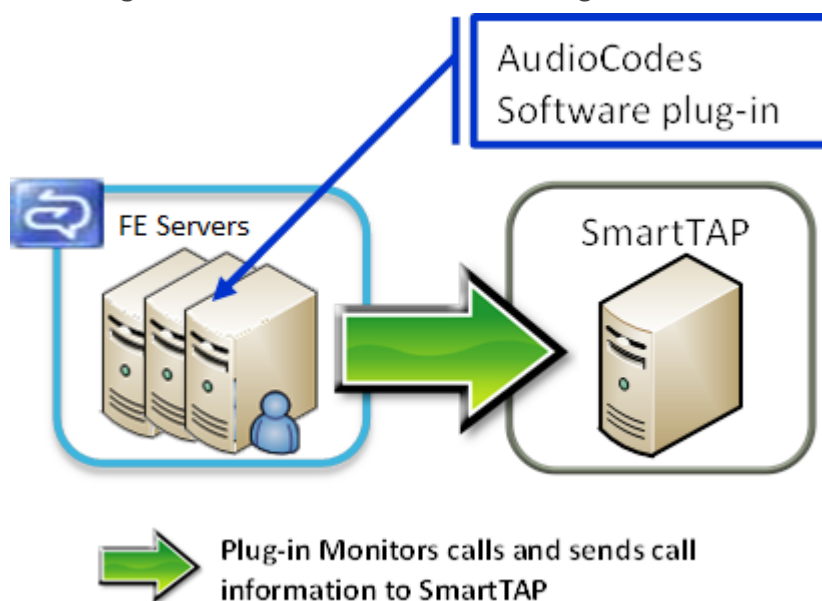 AudioCodes
Software plug-in
FE Servers
SmartTAP
Plug-in Monitors calls and sends call
information to SmartTAP